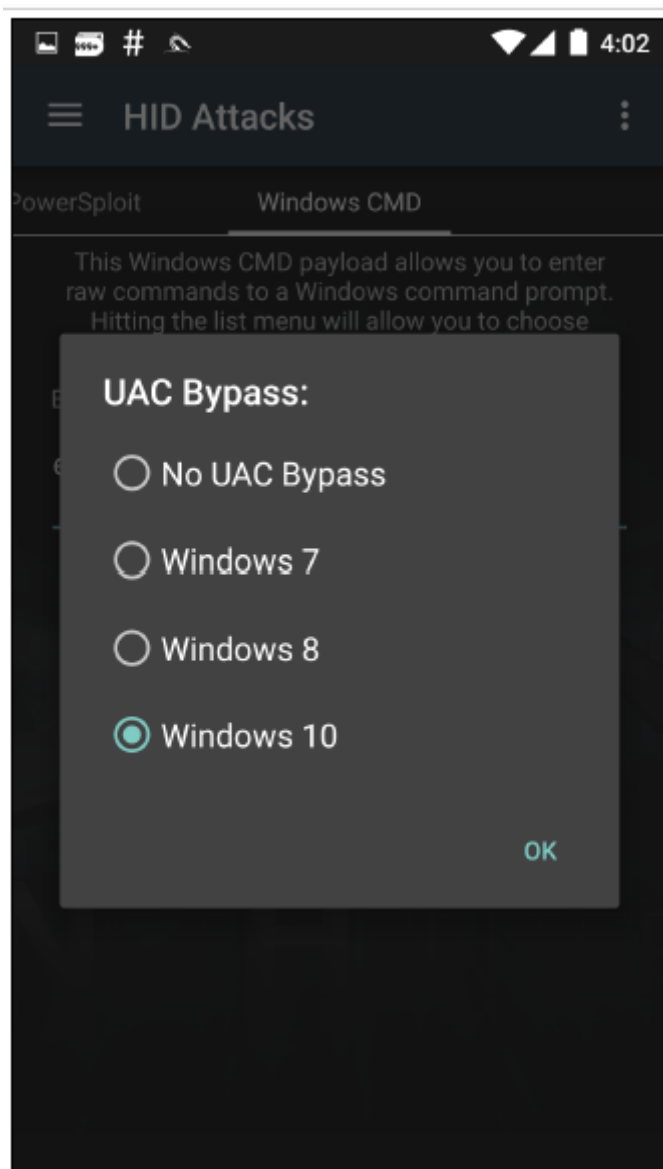 4:02
HID Attacks
PowerSploit Windows CMD
This Windows CMD payload allows you to enter
raw commands to a Windows command prompt.
Hitting the list menu will allow you to choose
UAC Bypass:
No UAC Bypass
Windows 7
Windows 8
Windows 10
OK